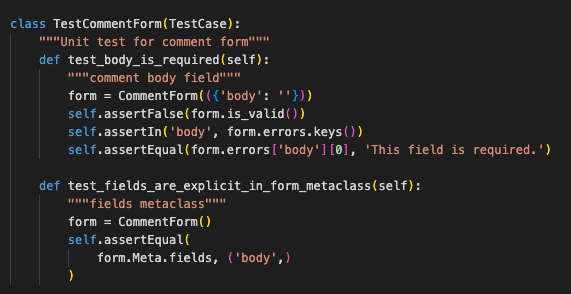 class TestCommentForm(TestCase):
    """Unit test for comment form"""
    def test_body_is_required(self):
        """comment body field"""
        form = CommentForm(({'body': ''}))
        self.assertFalse(form.is_valid())
        self.assertIn('body', form.errors.keys())
        self.assertEqual(form.errors['body'][0], 'This field is required.')

    def test_fields_are_explicit_in_form_metaclass(self):
        """fields metaclass"""
        form = CommentForm()
        self.assertEqual(
            form.Meta.fields, ('body',)
        )